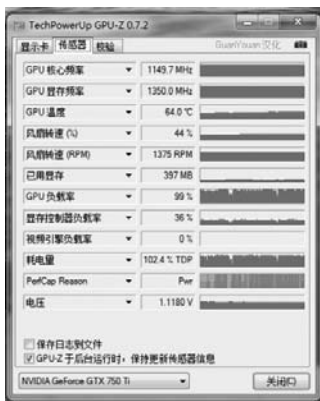 TechPowerUp GPU-Z 0.7.2
显示卡 传感器 校验 GuanYouan汉化
GPU 核心频率 1149.7 MHz
GPU 显存频率 1350.0 MHz
GPU 温度 64.0 ℃
风扇转速 (%) 44 %
风扇转速 (RPM) 1375 RPM
已用显存 397 MB
GPU 负载率 99 %
显存控制器负载率 36 %
视频引擎负载率 0 %
耗电量 102.4 % TDP
PerfCap Reason Pwr
电压 1.1180 V
保存日志到文件
GPU-Z 于后台运行时，保持更新传感器信息
NVIDIA GeForce GTX 750 Ti 关闭(C)